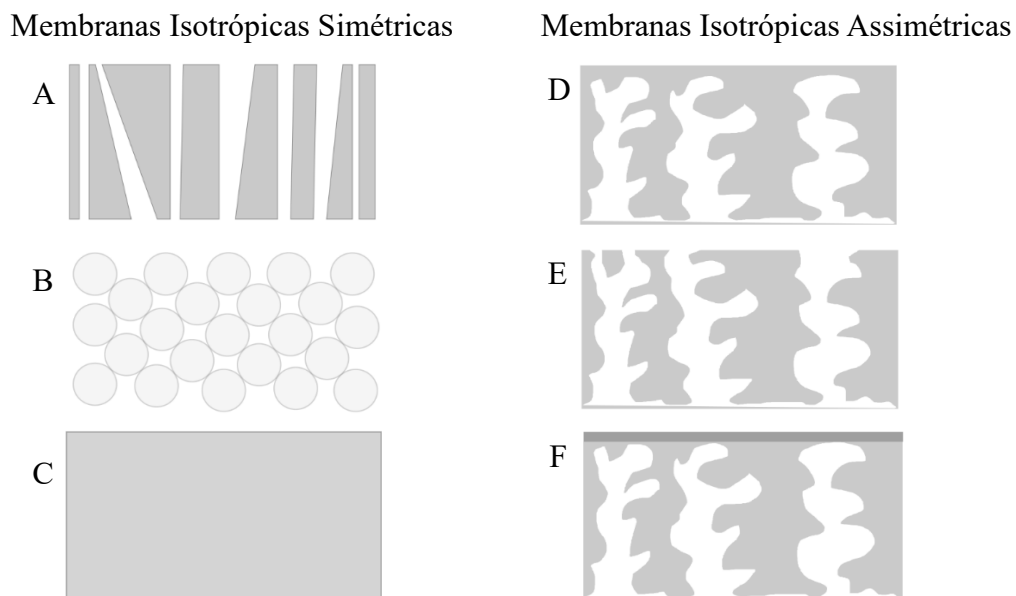 Membranas Isotrópicas Simétricas
Membranas Isotrópicas Assimétricas
A
D
B
E
C
F